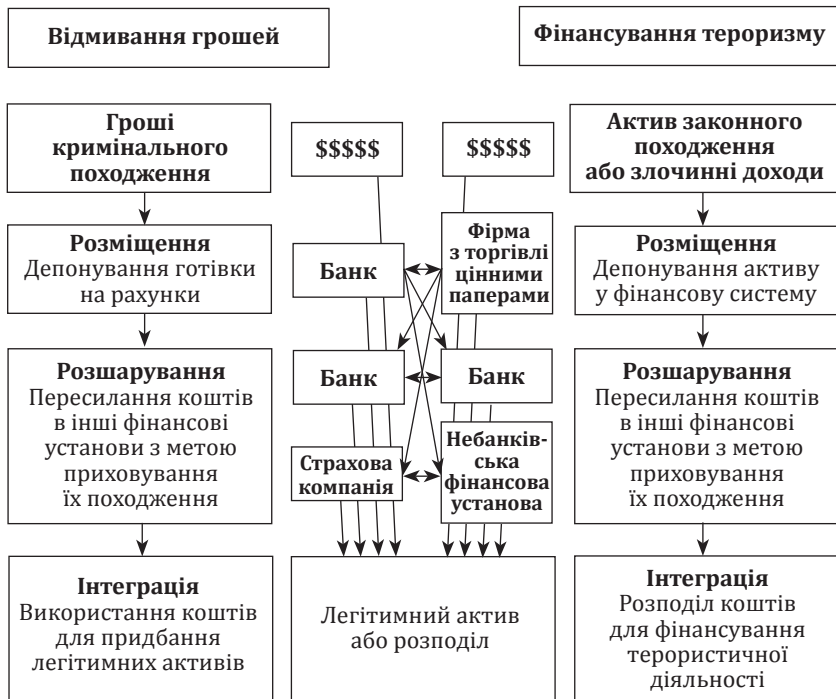 Відмивання грошей
Фінансування тероризму
Гроші
кримінального
походження
$$$$$
$$$$$
Актив законного
походження
або злочинні доходи
Розміщення
Депонування готівки
на рахунки
Банк
Фірма
з торгівлі
цінними
паперами
Розміщення
Депонування активу
у фінансову систему
Розшарування
Пересилання коштів
в інші фінансові
установи з метою
приховування
їх походження
Банк
Банк
Страхова
компанія
Небанків-
ська
фінансова
установа
Розшарування
Пересилання коштів
в інші фінансові
установи з метою
приховування
їх походження
Інтеграція
Використання коштів
для придбання
легітимних активів
Легітимний актив
або розподіл
Інтеграція
Розподіл коштів
для фінансування
терористичної
діяльності